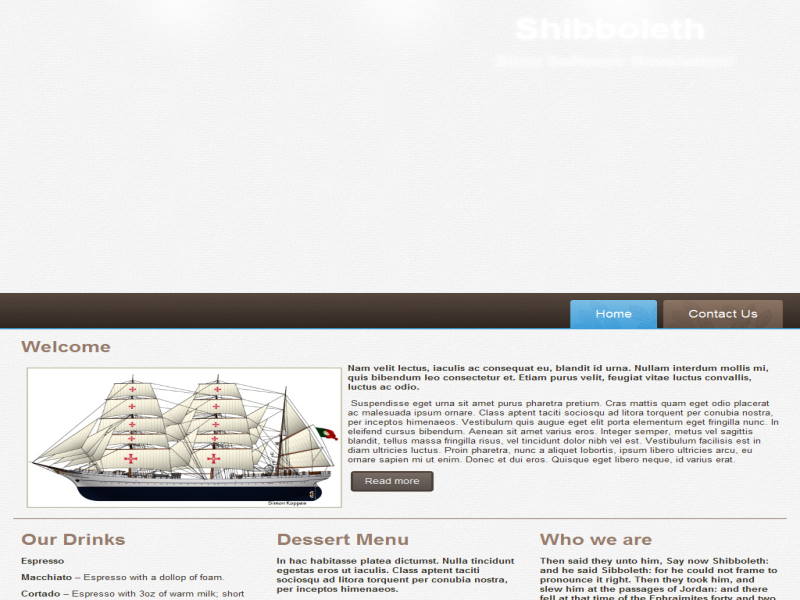 Shibboleth
Home
Contact Us
Welcome
Nam velit lectus, iaculis ac consequat eu, blandit id urna. Nullam interdum mollis mi,
quis bibendum leo consectetur et. Etiam purus velit, feugiat vitae luctus convallis,
luctus ac odio.
Suspendisse eget urna sit amet purus pharetra pretium. Cras mattis quam eget odio placerat
ac malesuada ipsum ornare. Class aptent taciti sociosqu ad litora torquent per conubia nostra,
per inceptos himenaeos. Vestibulum quis augue eget elit porta elementum eget fringilla nunc. In
eleifend cursus bibendum. Aenean sit amet varius eros. Integer semper, metus vel sagittis
blandit, tellus massa fringilla risus, vel tincidunt dolor nibh vel est. Vestibulum facilisis est in
diam ultricies luctus. Proin pharetra, nunc a aliquet lobortis, ipsum libero ultricies arcu, eu
ornare sapien mi ut enim. Donec et dui eros. Quisque eget libero neque, id varius erat.
Read more
Our Drinks
Espresso
Macchiato – Espresso with a dollop of foam.
Cortado – Espresso with 3oz of warm milk; short
Dessert Menu
In hac habitasse platea dictumst. Nulla tincidunt
egestas eros ut iaculis. Class aptent taciti
sociosqu ad litora torquent per conubia nostra,
per inceptos himenaeos.
Who we are
Then said they unto him, Say now Shibboleth:
and he said Sibboleth: for he could not frame to
pronounce it right. Then they took him, and
slew him at the passages of Jordan: and there
fell at that time of the Ephraimites forty and two